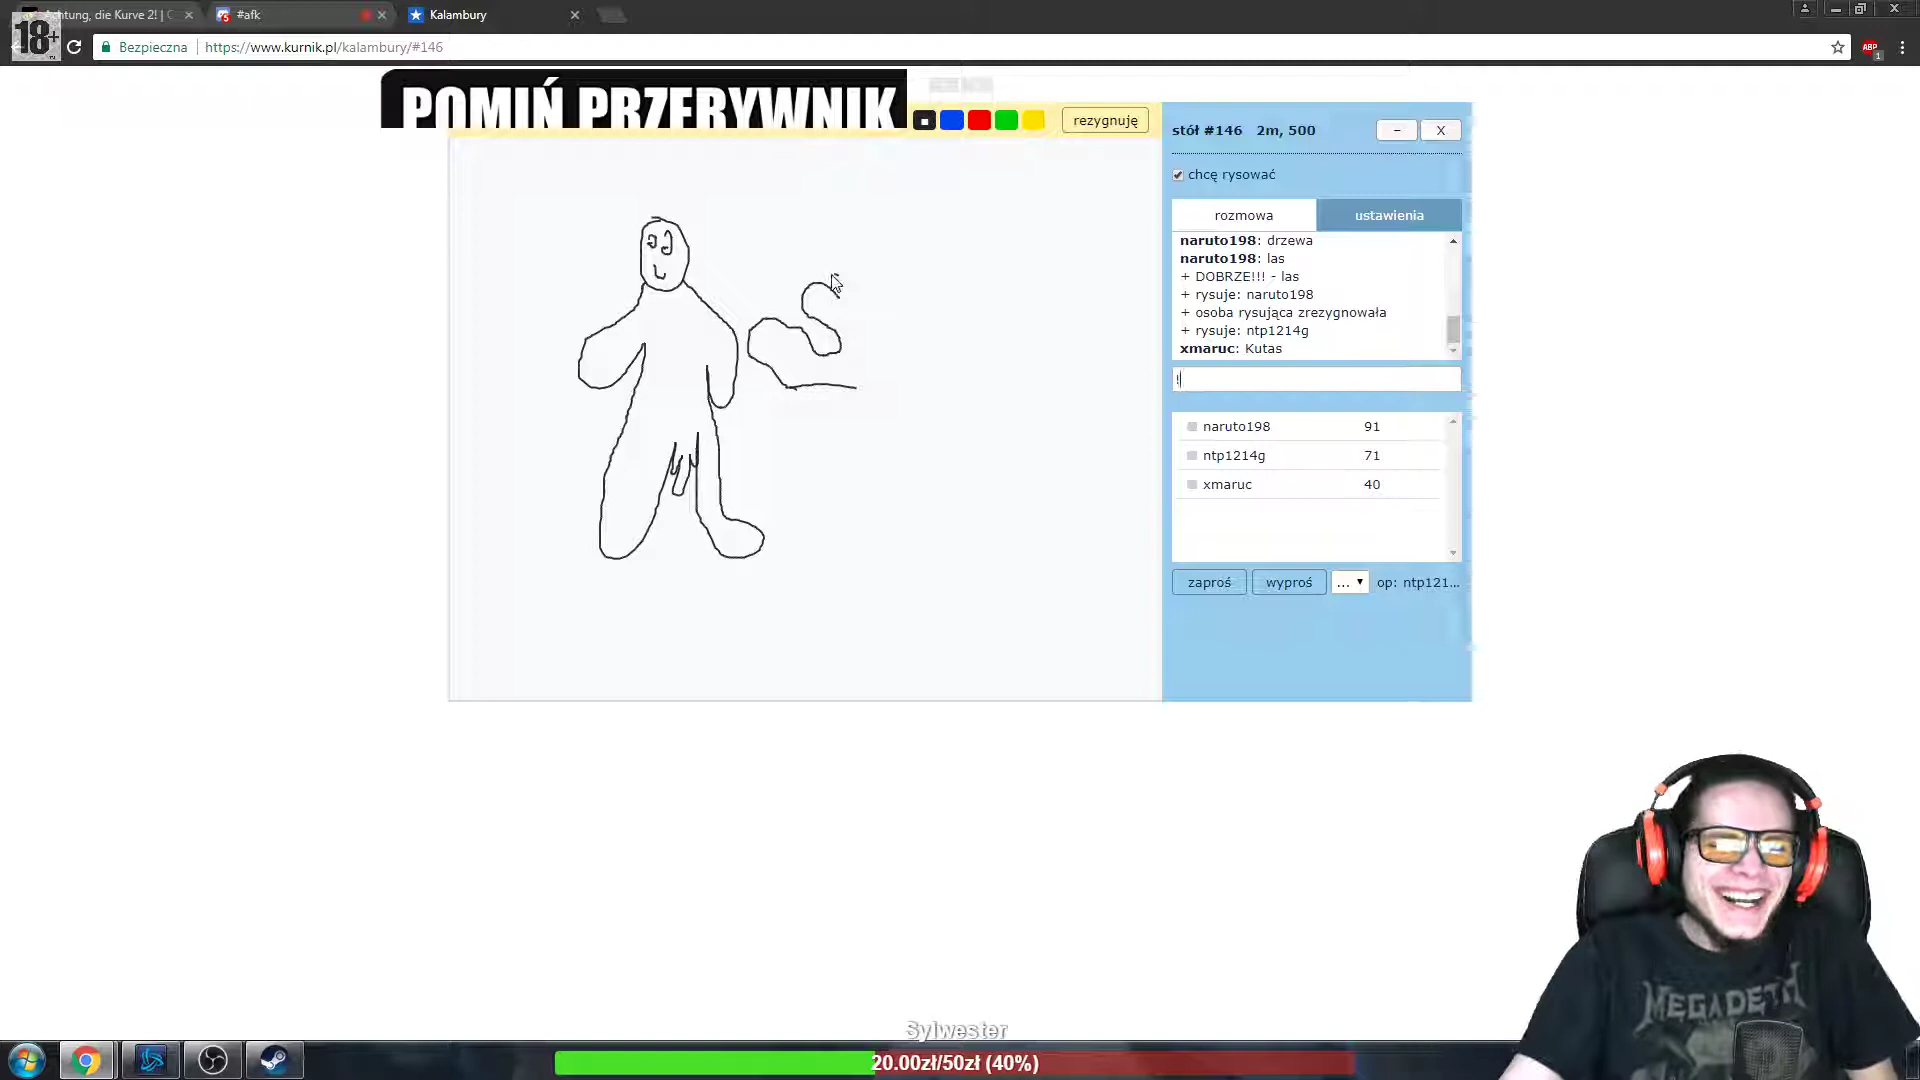 Achtung, die Kurve 2! | C
#afk
Kalambury
18+
Bezpieczna
https://www.kurnik.pl/kalambury/#146
ABP
1
POMIŃ PRZERYWNIK
rezygnuję
stół #146 2m, 500
–
X
chcę rysować
rozmowa
ustawienia
naruto198: drzewa
naruto198: las
+ DOBRZE!!! - las
+ rysuje: naruto198
+ osoba rysująca zrezygnowała
+ rysuje: ntp1214g
xmaruc: Kutas
naruto198 91
ntp1214g 71
xmaruc 40
zaproś
wyproś
...
op: ntp121...
MEGADETH
Sylwester
20.00zł/50zł (40%)